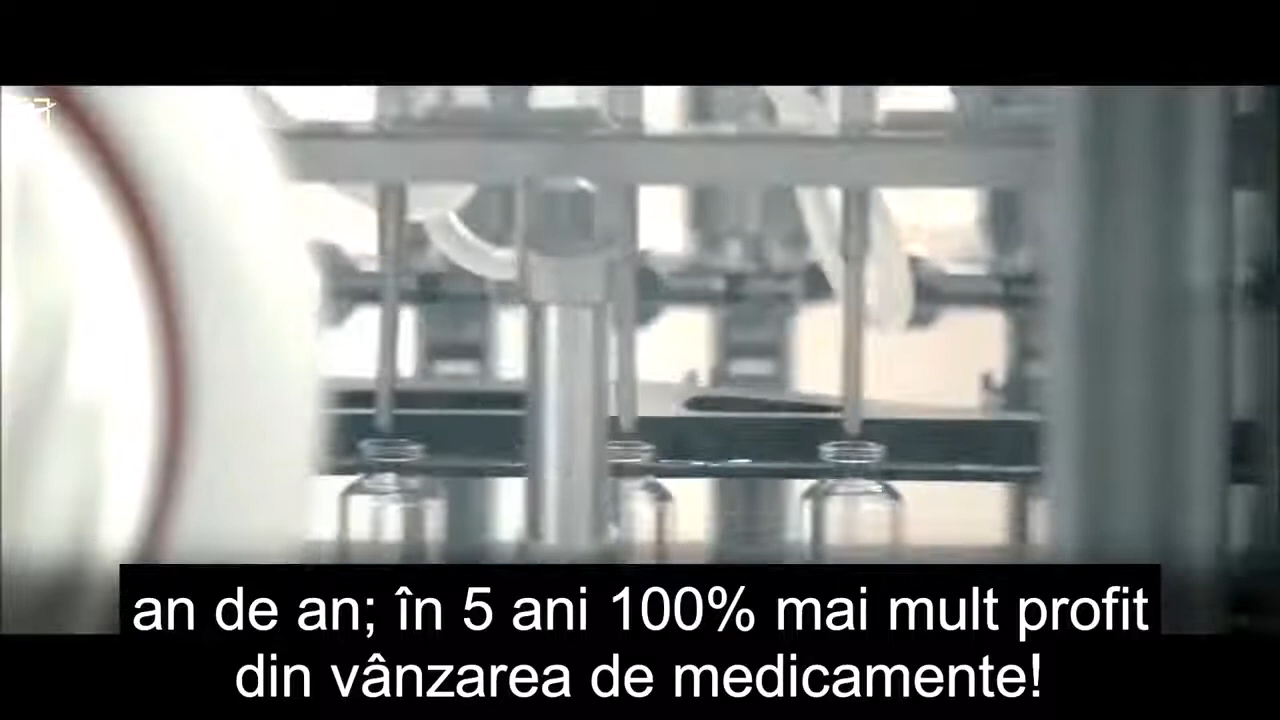 an de an; în 5 ani 100% mai mult profit
din vânzarea de medicamente!